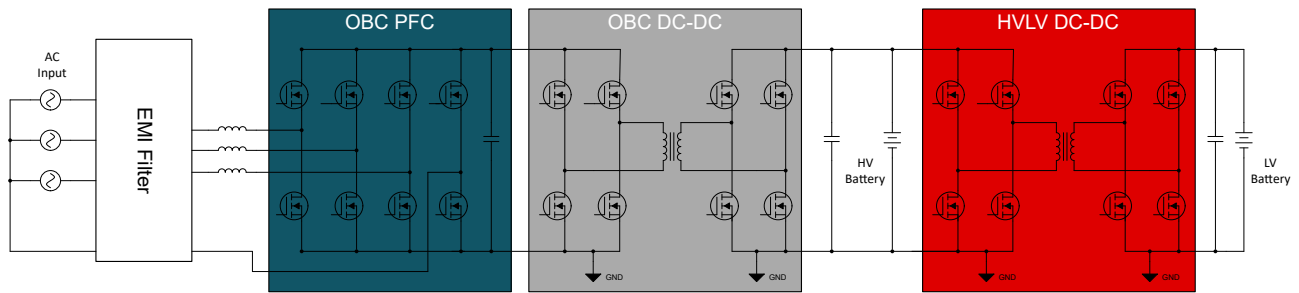 OBC PFC
OBC DC-DC
HVLV DC-DC
AC
Input
EMI Filter
HV
Battery
LV
Battery
GND
GND
GND